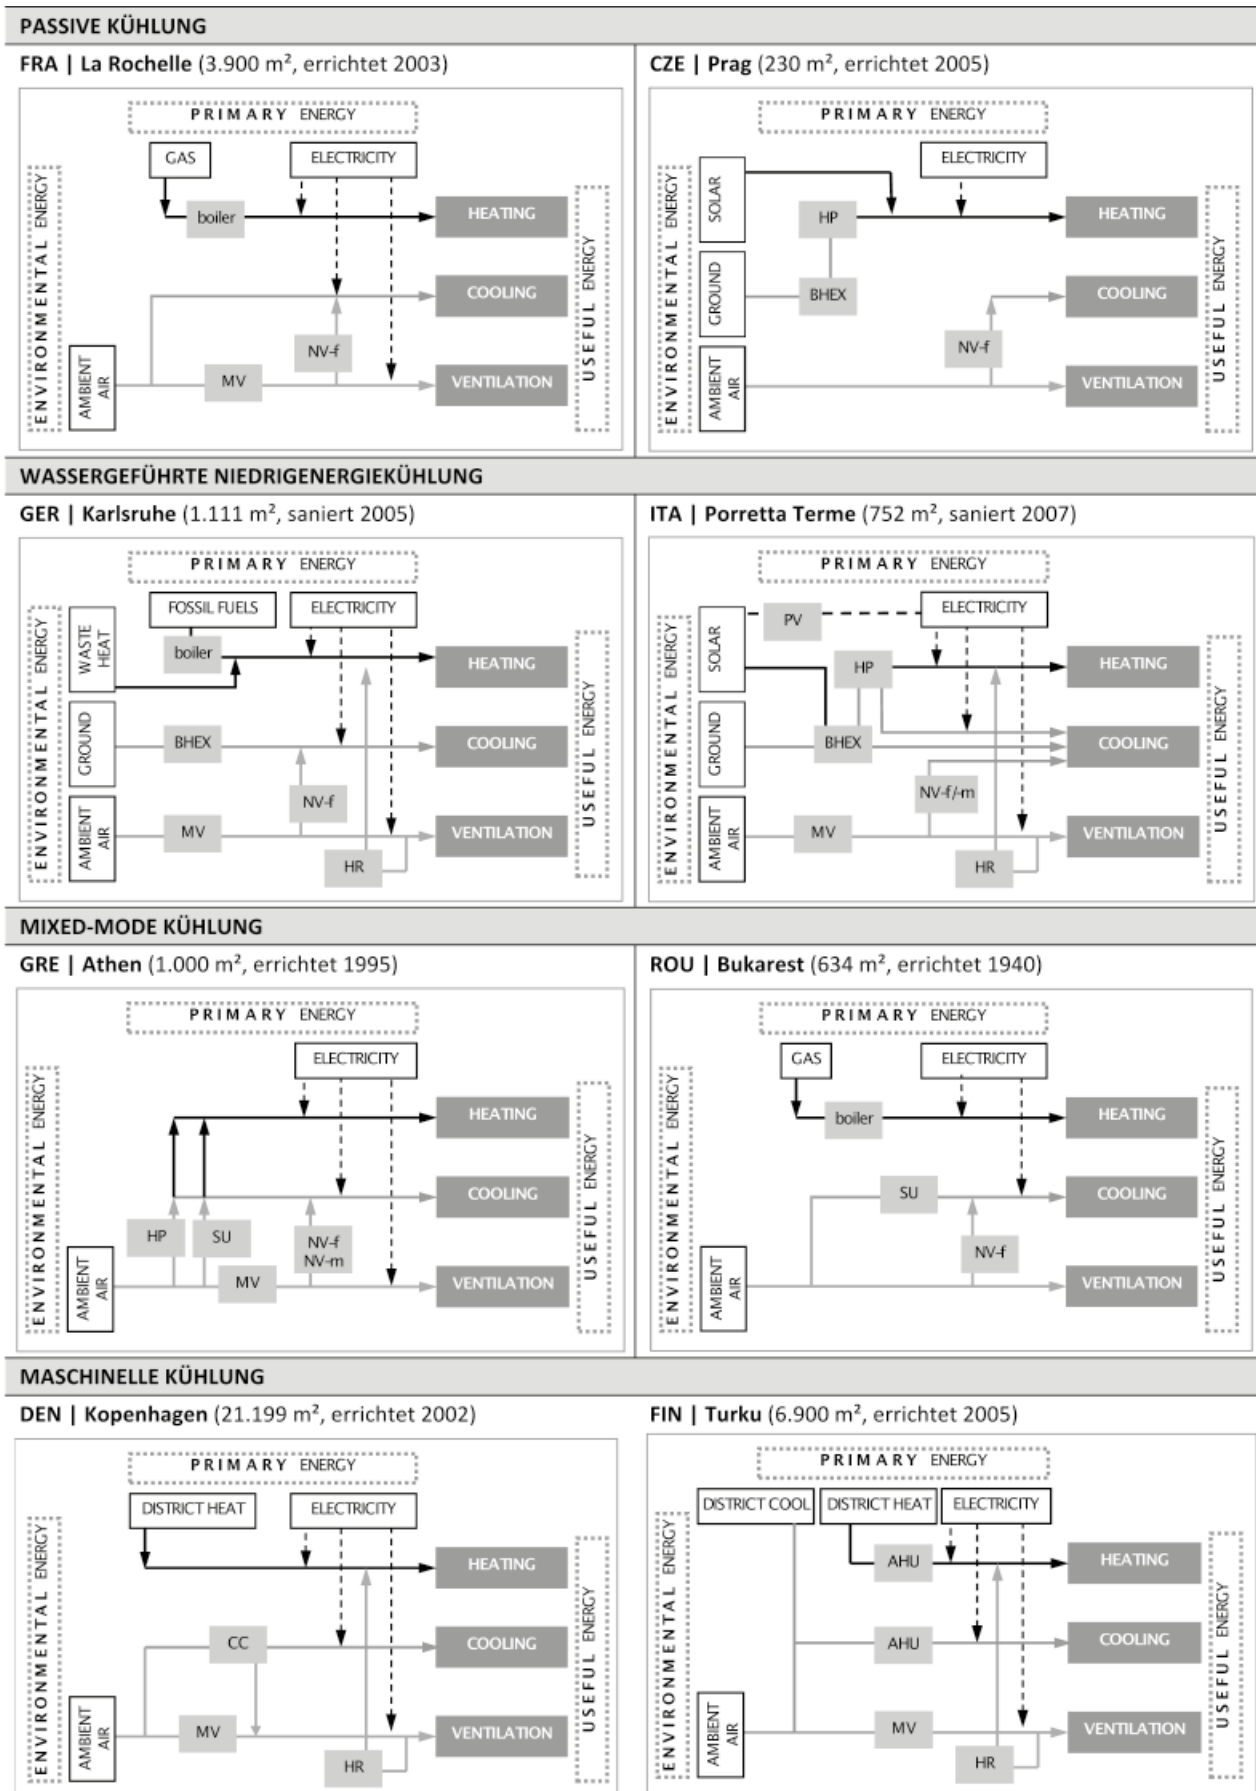 PASSIVE KÜHLUNG
FRA | La Rochelle (3.900 m², errichtet 2003)
PRIMARY ENERGY
GAS
ELECTRICITY
ENVIRONMENTAL ENERGY
boiler
HEATING
COOLING
NV-f
AMBIENT AIR
MV
VENTILATION
USEFUL ENERGY
CZE | Prag (230 m², errichtet 2005)
PRIMARY ENERGY
ELECTRICITY
ENVIRONMENTAL ENERGY
SOLAR
HP
HEATING
GROUND
BHEX
COOLING
NV-f
AMBIENT AIR
VENTILATION
USEFUL ENERGY
WASSERGEFÜHRTE NIEDRIGENERGIEKÜHLUNG
GER | Karlsruhe (1.111 m², saniert 2005)
PRIMARY ENERGY
FOSSIL FUELS
ELECTRICITY
ENVIRONMENTAL ENERGY
WASTE HEAT
boiler
HEATING
GROUND
BHEX
COOLING
NV-f
AMBIENT AIR
MV
VENTILATION
HR
USEFUL ENERGY
ITA | Porretta Terme (752 m², saniert 2007)
PRIMARY ENERGY
ELECTRICITY
ENVIRONMENTAL ENERGY
SOLAR
PV
HP
HEATING
GROUND
BHEX
COOLING
NV-f/-m
AMBIENT AIR
MV
VENTILATION
HR
USEFUL ENERGY
MIXED-MODE KÜHLUNG
GRE | Athen (1.000 m², errichtet 1995)
PRIMARY ENERGY
ELECTRICITY
ENVIRONMENTAL ENERGY
HEATING
COOLING
HP
SU
NV-f
NV-m
AMBIENT AIR
MV
VENTILATION
USEFUL ENERGY
ROU | Bukarest (634 m², errichtet 1940)
PRIMARY ENERGY
GAS
ELECTRICITY
ENVIRONMENTAL ENERGY
boiler
HEATING
SU
COOLING
NV-f
AMBIENT AIR
VENTILATION
USEFUL ENERGY
MASCHINELLE KÜHLUNG
DEN | Kopenhagen (21.199 m², errichtet 2002)
PRIMARY ENERGY
DISTRICT HEAT
ELECTRICITY
ENVIRONMENTAL ENERGY
HEATING
CC
COOLING
AMBIENT AIR
MV
VENTILATION
HR
USEFUL ENERGY
FIN | Turku (6.900 m², errichtet 2005)
PRIMARY ENERGY
DISTRICT COOL
DISTRICT HEAT
ELECTRICITY
ENVIRONMENTAL ENERGY
AHU
HEATING
AHU
COOLING
AMBIENT AIR
MV
VENTILATION
HR
USEFUL ENERGY